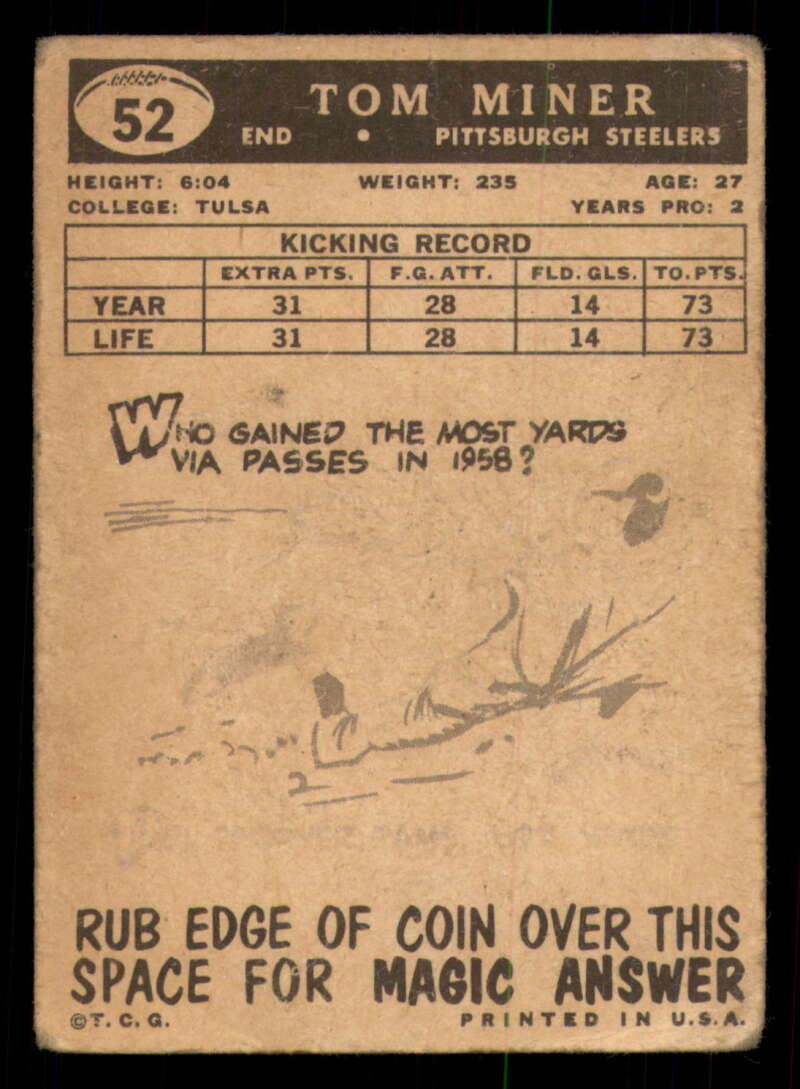 52
TOM MINER
END • PITTSBURGH STEELERS
HEIGHT: 6:04 WEIGHT: 235 AGE: 27
COLLEGE: TULSA YEARS PRO: 2
KICKING RECORD
EXTRA PTS. F.G. ATT. FLD. GLS. TO. PTS.
YEAR 31 28 14 73
LIFE 31 28 14 73
WHO GAINED THE MOST YARDS
VIA PASSES IN 1958?
RUB EDGE OF COIN OVER THIS
SPACE FOR MAGIC ANSWER
©T.C.G. PRINTED IN U.S.A.